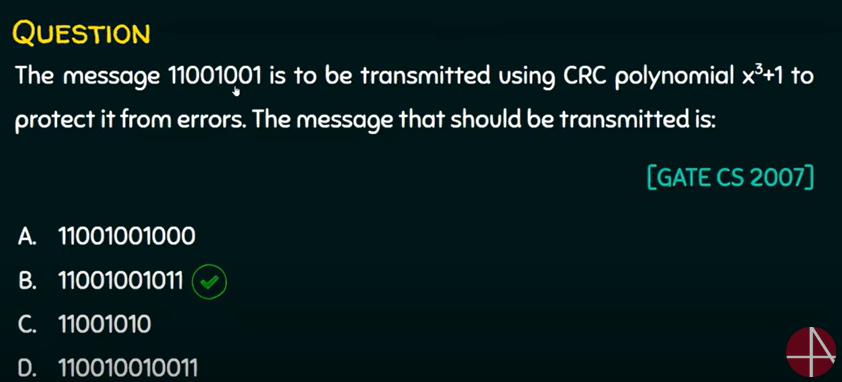 QUESTION
The message 11001001 is to be transmitted using CRC polynomial x³+1 to
protect it from errors. The message that should be transmitted is:
[GATE CS 2007]
A. 11001001000
B. 11001001011
C. 11001010
D. 110010010011